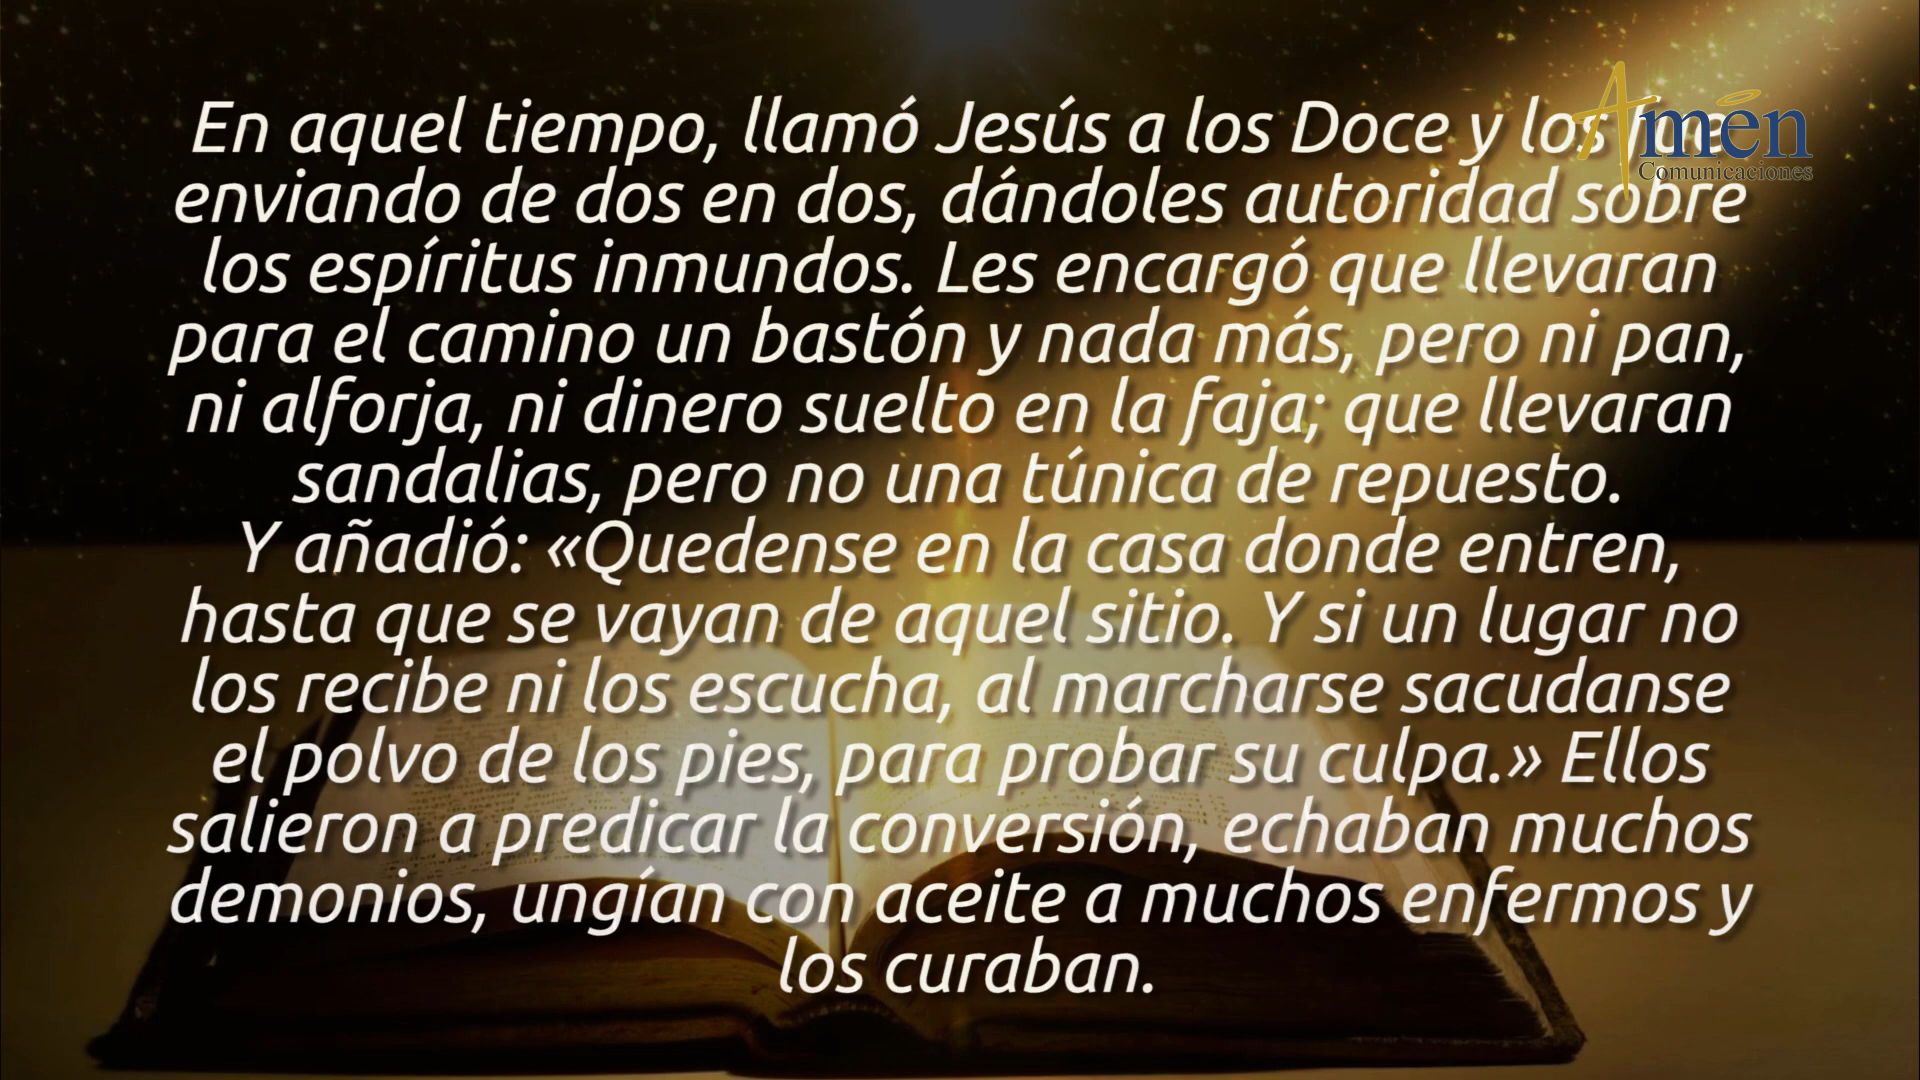 En aquel tiempo, llamó Jesús a los Doce y los fue
Amén
Comunicaciones
enviando de dos en dos, dándoles autoridad sobre
los espíritus inmundos. Les encargó que llevaran
para el camino un bastón y nada más, pero ni pan,
ni alforja, ni dinero suelto en la faja; que llevaran
sandalias, pero no una túnica de repuesto.
Y añadió: «Quedense en la casa donde entren,
hasta que se vayan de aquel sitio. Y si un lugar no
los recibe ni los escucha, al marcharse sacudanse
el polvo de los pies, para probar su culpa.» Ellos
salieron a predicar la conversión, echaban muchos
demonios, ungían con aceite a muchos enfermos y
los curaban.